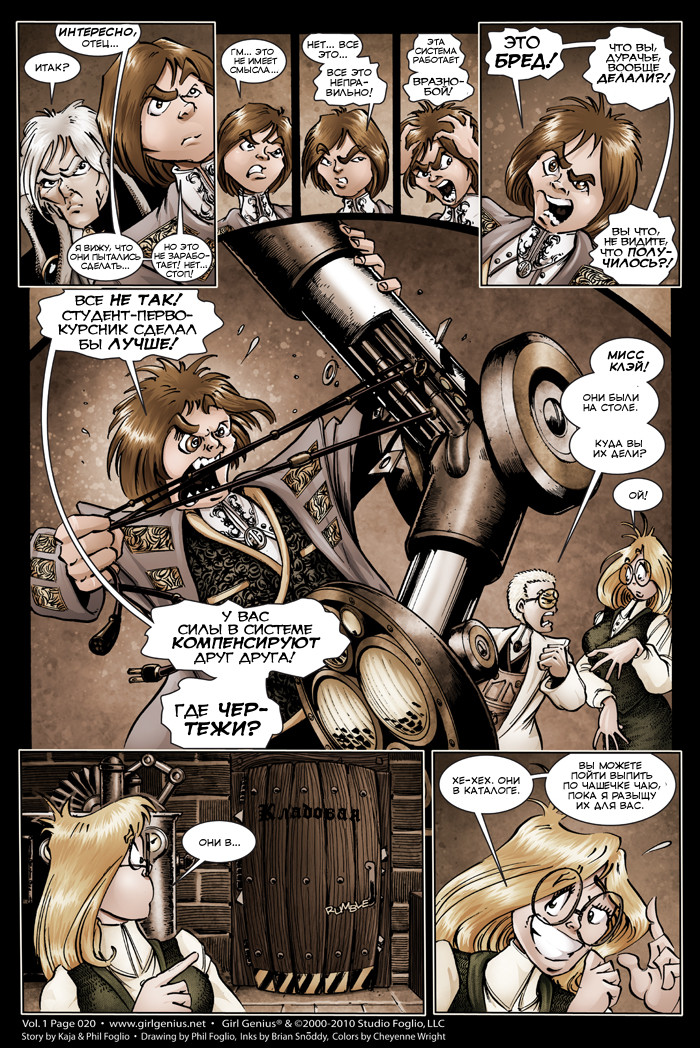 ИТАК?
ИНТЕРЕСНО,
ОТЕЦ...
Я ВИЖУ, ЧТО
ОНИ ПЫТАЛИСЬ
СДЕЛАТЬ...
НО ЭТО
НЕ ЗАРАБО-
ТАЕТ! НЕТ...
СТОП!
ГМ... ЭТО
НЕ ИМЕЕТ
СМЫСЛА...
НЕТ... ВСЕ
ЭТО...
ВСЕ ЭТО
НЕПРА-
ВИЛЬНО!
ЭТА
СИСТЕМА
РАБОТАЕТ
ВРАЗНО-
БОЙ!
ЭТО
БРЕД!
ЧТО ВЫ,
ДУРАЧЬЕ,
ВООБЩЕ
ДЕЛАЛИ?!
ВЫ ЧТО,
НЕ ВИДИТЕ,
ЧТО ПОЛУ-
ЧИЛОСЬ?!
ВСЕ НЕ ТАК!
СТУДЕНТ-ПЕРВО-
КУРСНИК СДЕЛАЛ
БЫ ЛУЧШЕ!
У ВАС
СИЛЫ В СИСТЕМЕ
КОМПЕНСИРУЮТ
ДРУГ ДРУГА!
ГДЕ ЧЕР-
ТЕЖИ?
МИСС
КЛЭЙ!
ОНИ БЫЛИ
НА СТОЛЕ.
КУДА ВЫ
ИХ ДЕЛИ?
ОЙ!
ОНИ В...
Кладовая
RUMBLE
ХЕ-ХЕХ. ОНИ
В КАТАЛОГЕ.
ВЫ МОЖЕТЕ
ПОЙТИ ВЫПИТЬ
ПО ЧАШЕЧКЕ ЧАЮ,
ПОКА Я РАЗЫЩУ
ИХ ДЛЯ ВАС.
Vol. 1 Page 020 • www.girlgenius.net • Girl Genius® & ©2000-2010 Studio Foglio, LLC
Story by Kaja & Phil Foglio • Drawing by Phil Foglio, Inks by Brian Snōddy, Colors by Cheyenne Wright